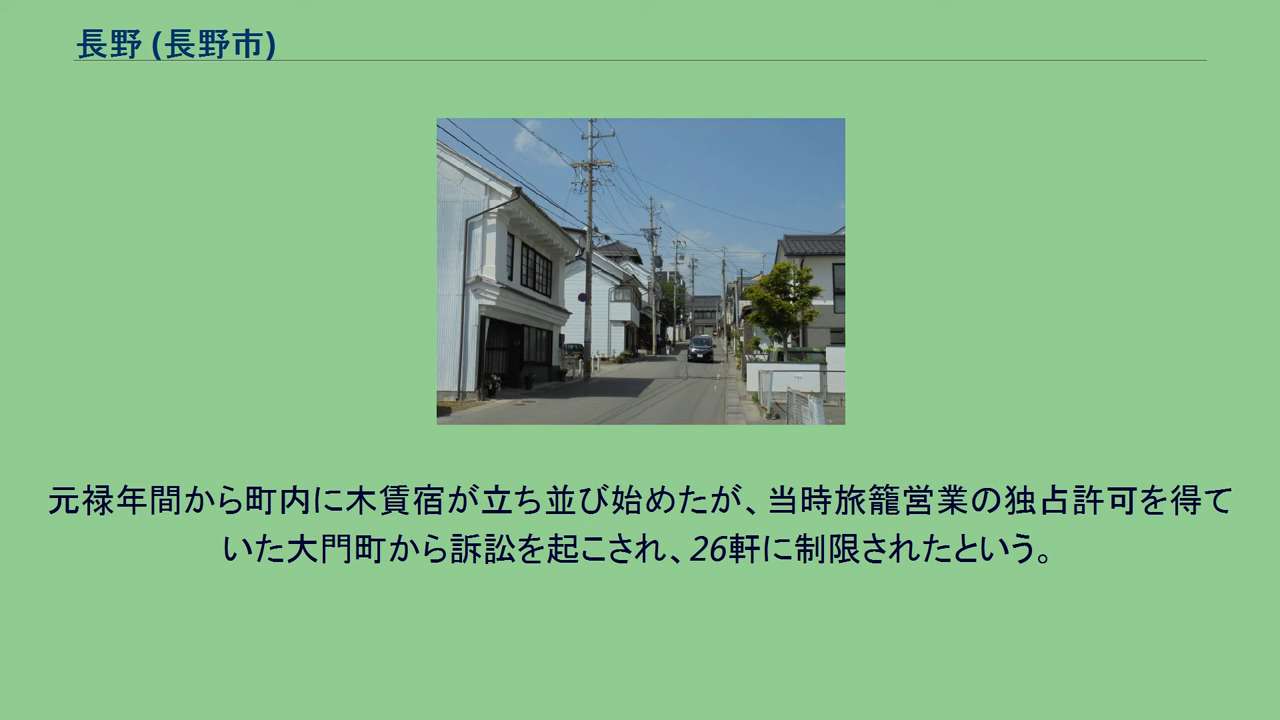 長野 (長野市)
元禄年間から町内に木賃宿が立ち並び始めたが、当時旅籠営業の独占許可を得て
いた大門町から訴訟を起こされ、26軒に制限されたという。